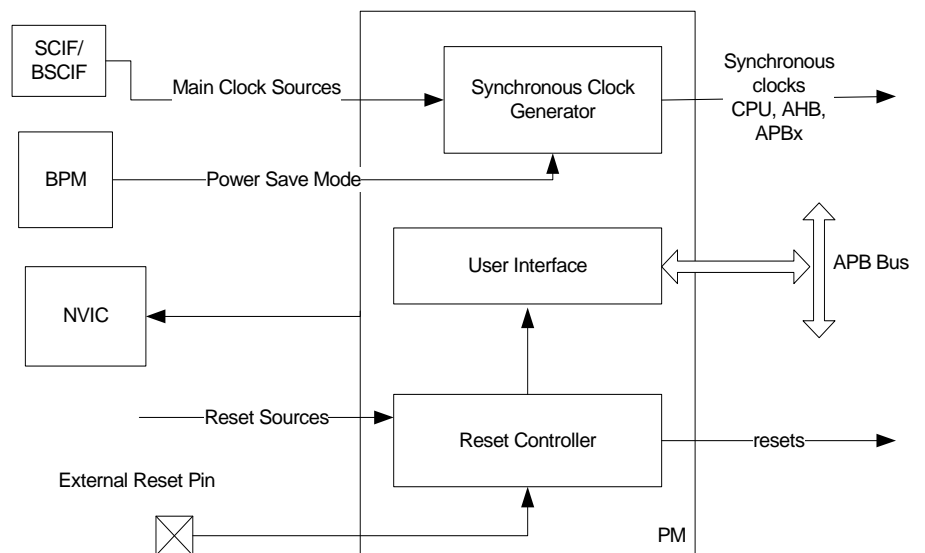 SCIF/
BSCIF
Main Clock Sources
Synchronous Clock
Generator
Synchronous
clocks
CPU, AHB,
APBx
BPM
Power Save Mode
User Interface
APB Bus
NVIC
Reset Sources
Reset Controller
resets
External Reset Pin
PM